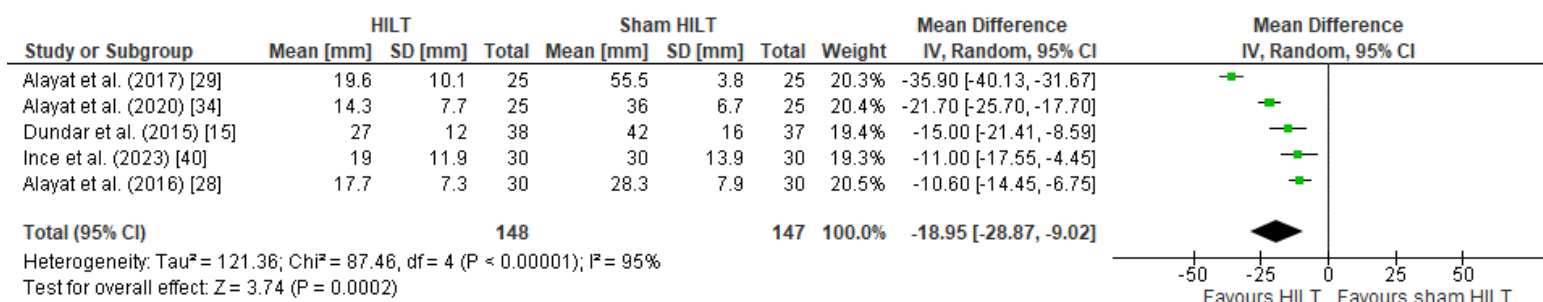 HILT Sham HILT Mean Difference Mean Difference
Study or Subgroup Mean [mm] SD [mm] Total Mean [mm] SD [mm] Total Weight IV, Random, 95% CI IV, Random, 95% CI
Alayat et al. (2017) [29] 19.6 10.1 25 55.5 3.8 25 20.3% -35.90 [-40.13, -31.67]
Alayat et al. (2020) [34] 14.3 7.7 25 36 6.7 25 20.4% -21.70 [-25.70, -17.70]
Dundar et al. (2015) [15] 27 12 38 42 16 37 19.4% -15.00 [-21.41, -8.59]
Ince et al. (2023) [40] 19 11.9 30 30 13.9 30 19.3% -11.00 [-17.55, -4.45]
Alayat et al. (2016) [28] 17.7 7.3 30 28.3 7.9 30 20.5% -10.60 [-14.45, -6.75]
Total (95% CI) 148 147 100.0% -18.95 [-28.87, -9.02]
Heterogeneity: Tau² = 121.36; Chi² = 87.46, df = 4 (P < 0.00001); I² = 95%
Test for overall effect: Z = 3.74 (P = 0.0002)
-50 -25 0 25 50
Favours HILT Favours sham HILT